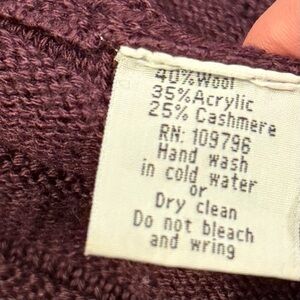 40%Wool
35%Acrylic
25% Cashmere
RN: 109796
Hand wash
in cold water
or
Dry clean
Do not bleach
and wring